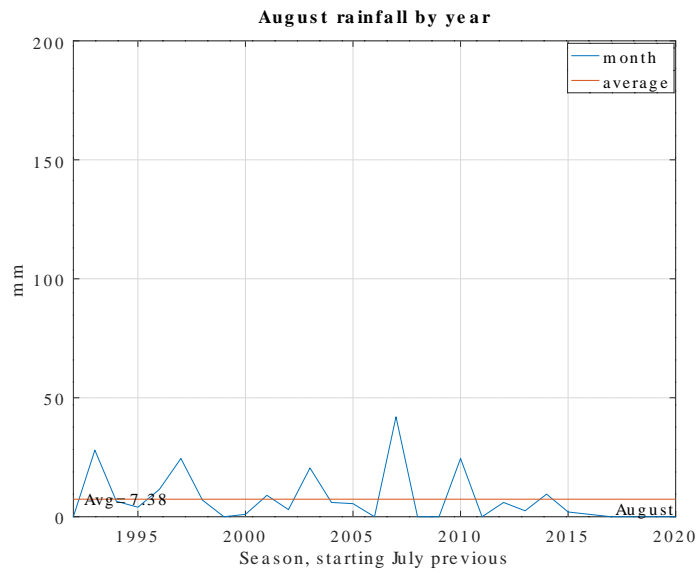 August rainfall by year
200
month
average
150
100
mm
50
Avg=7.38
August
0
1995 2000 2005 2010 2015 2020
Season, starting July previous